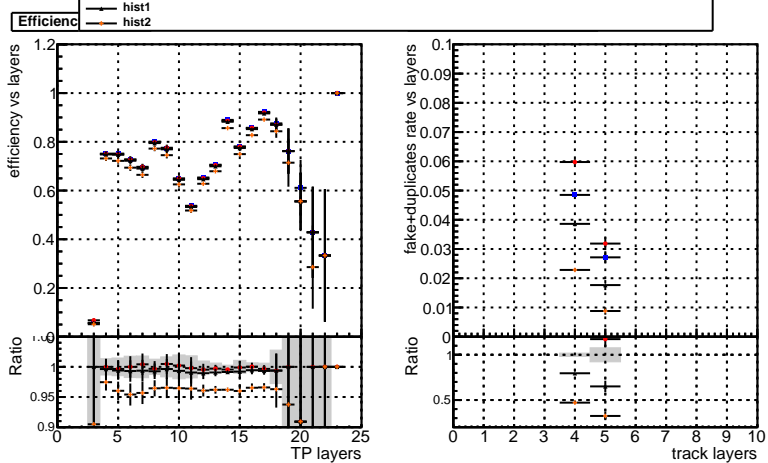 hist1
Efficienc
hist2
efficiency vs layers
1.2
1
0.8
0.6
0.4
0.2
0
Ratio
1
0.95
0.9
0 5 10 15 20 25
TP layers
fake+duplicates rate vs layers
0.1
0.09
0.08
0.07
0.06
0.05
0.04
0.03
0.02
0.01
0
Ratio
1
0.5
0 1 2 3 4 5 6 7 8 9 10
track layers